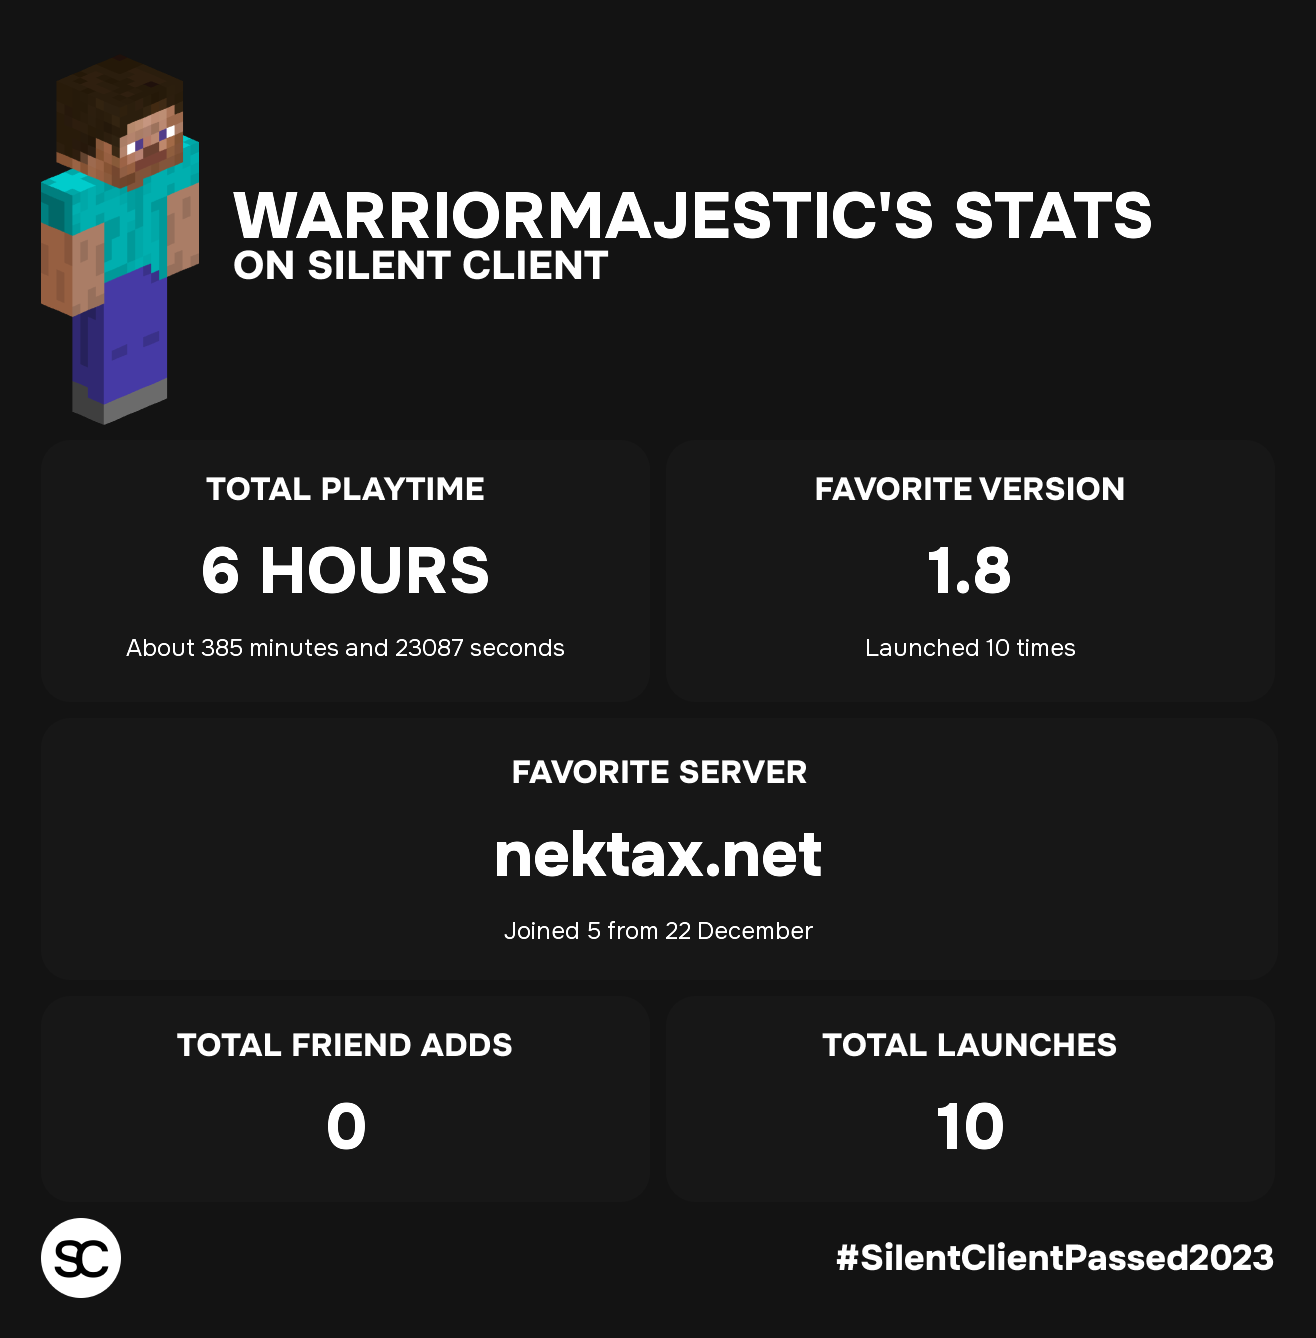 WARRIORMAJESTIC'S STATS
ON SILENT CLIENT
TOTAL PLAYTIME
6 HOURS
About 385 minutes and 23087 seconds
FAVORITE VERSION
1.8
Launched 10 times
FAVORITE SERVER
nektax.net
Joined 5 from 22 December
TOTAL FRIEND ADDS
0
TOTAL LAUNCHES
10
SC
#SilentClientPassed2023